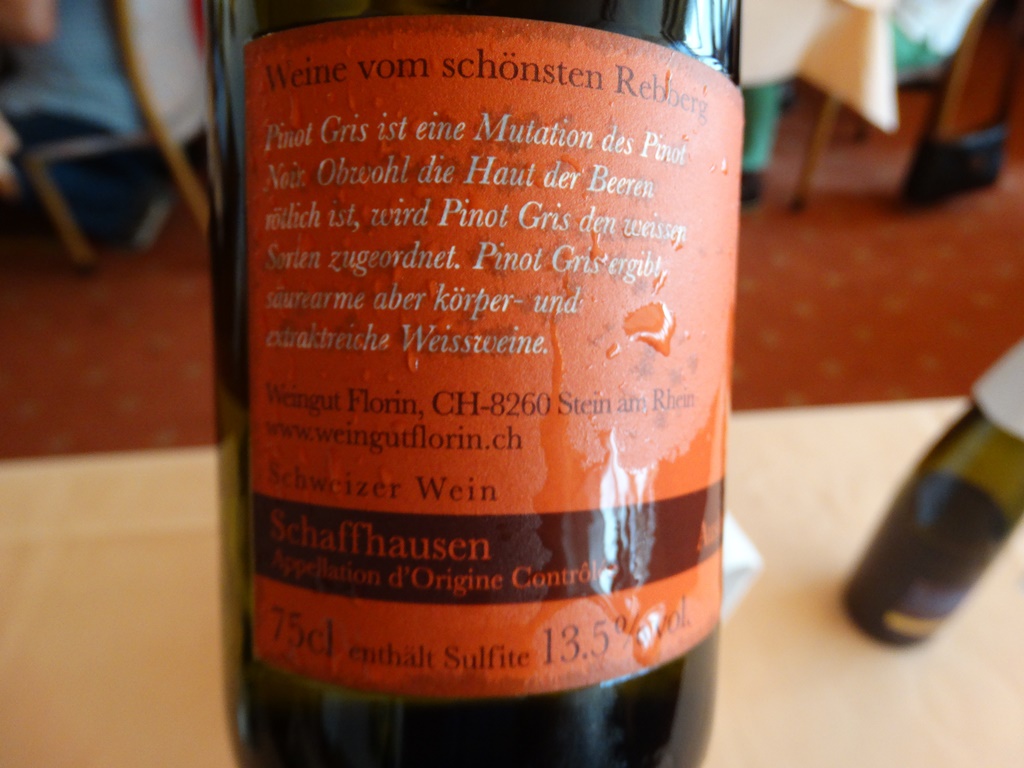 Weine vom schönsten Rebberg
Pinot Gris ist eine Mutation des Pinot
Noir. Obwohl die Haut der Beeren
rötlich ist, wird Pinot Gris den weissen
Sorten zugeordnet. Pinot Gris ergibt
säurearme aber körper- und
extraktreiche Weissweine.
Weingut Florin, CH-8260 Stein am Rhein
www.weingutflorin.ch
Schweizer Wein
Schaffhausen
Appellation d'Origine Contrôlée
75cl enthält Sulfite 13.5% vol.